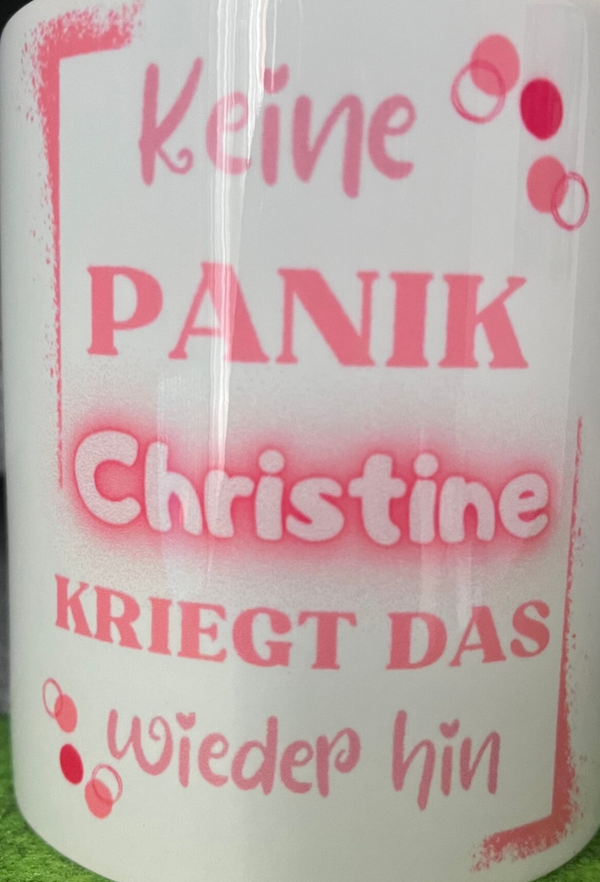 Keine
PANIK
Christine
KRIEGT DAS
wieder hin